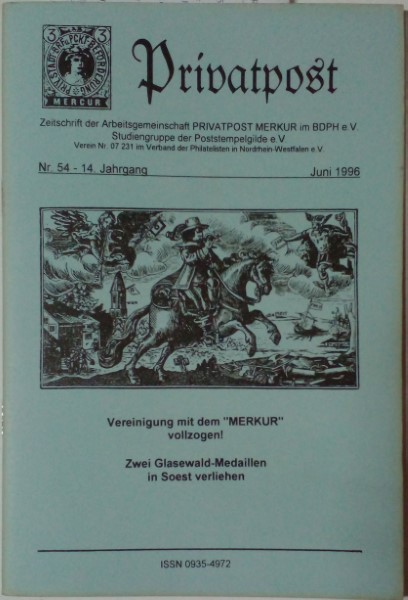 3 3
MERCUR
Privatpost
Zeitschrift der Arbeitsgemeinschaft PRIVATPOST MERKUR im BDPH e.V.
Studiengruppe der Poststempelgilde e.V.
Verein Nr. 07 231 im Verband der Philatelisten in Nordrhein-Westfalen e.V.
Nr. 54 - 14. Jahrgang Juni 1996
Vereinigung mit dem "MERKUR"
vollzogen!
Zwei Glasewald-Medaillen
in Soest verliehen
ISSN 0935-4972